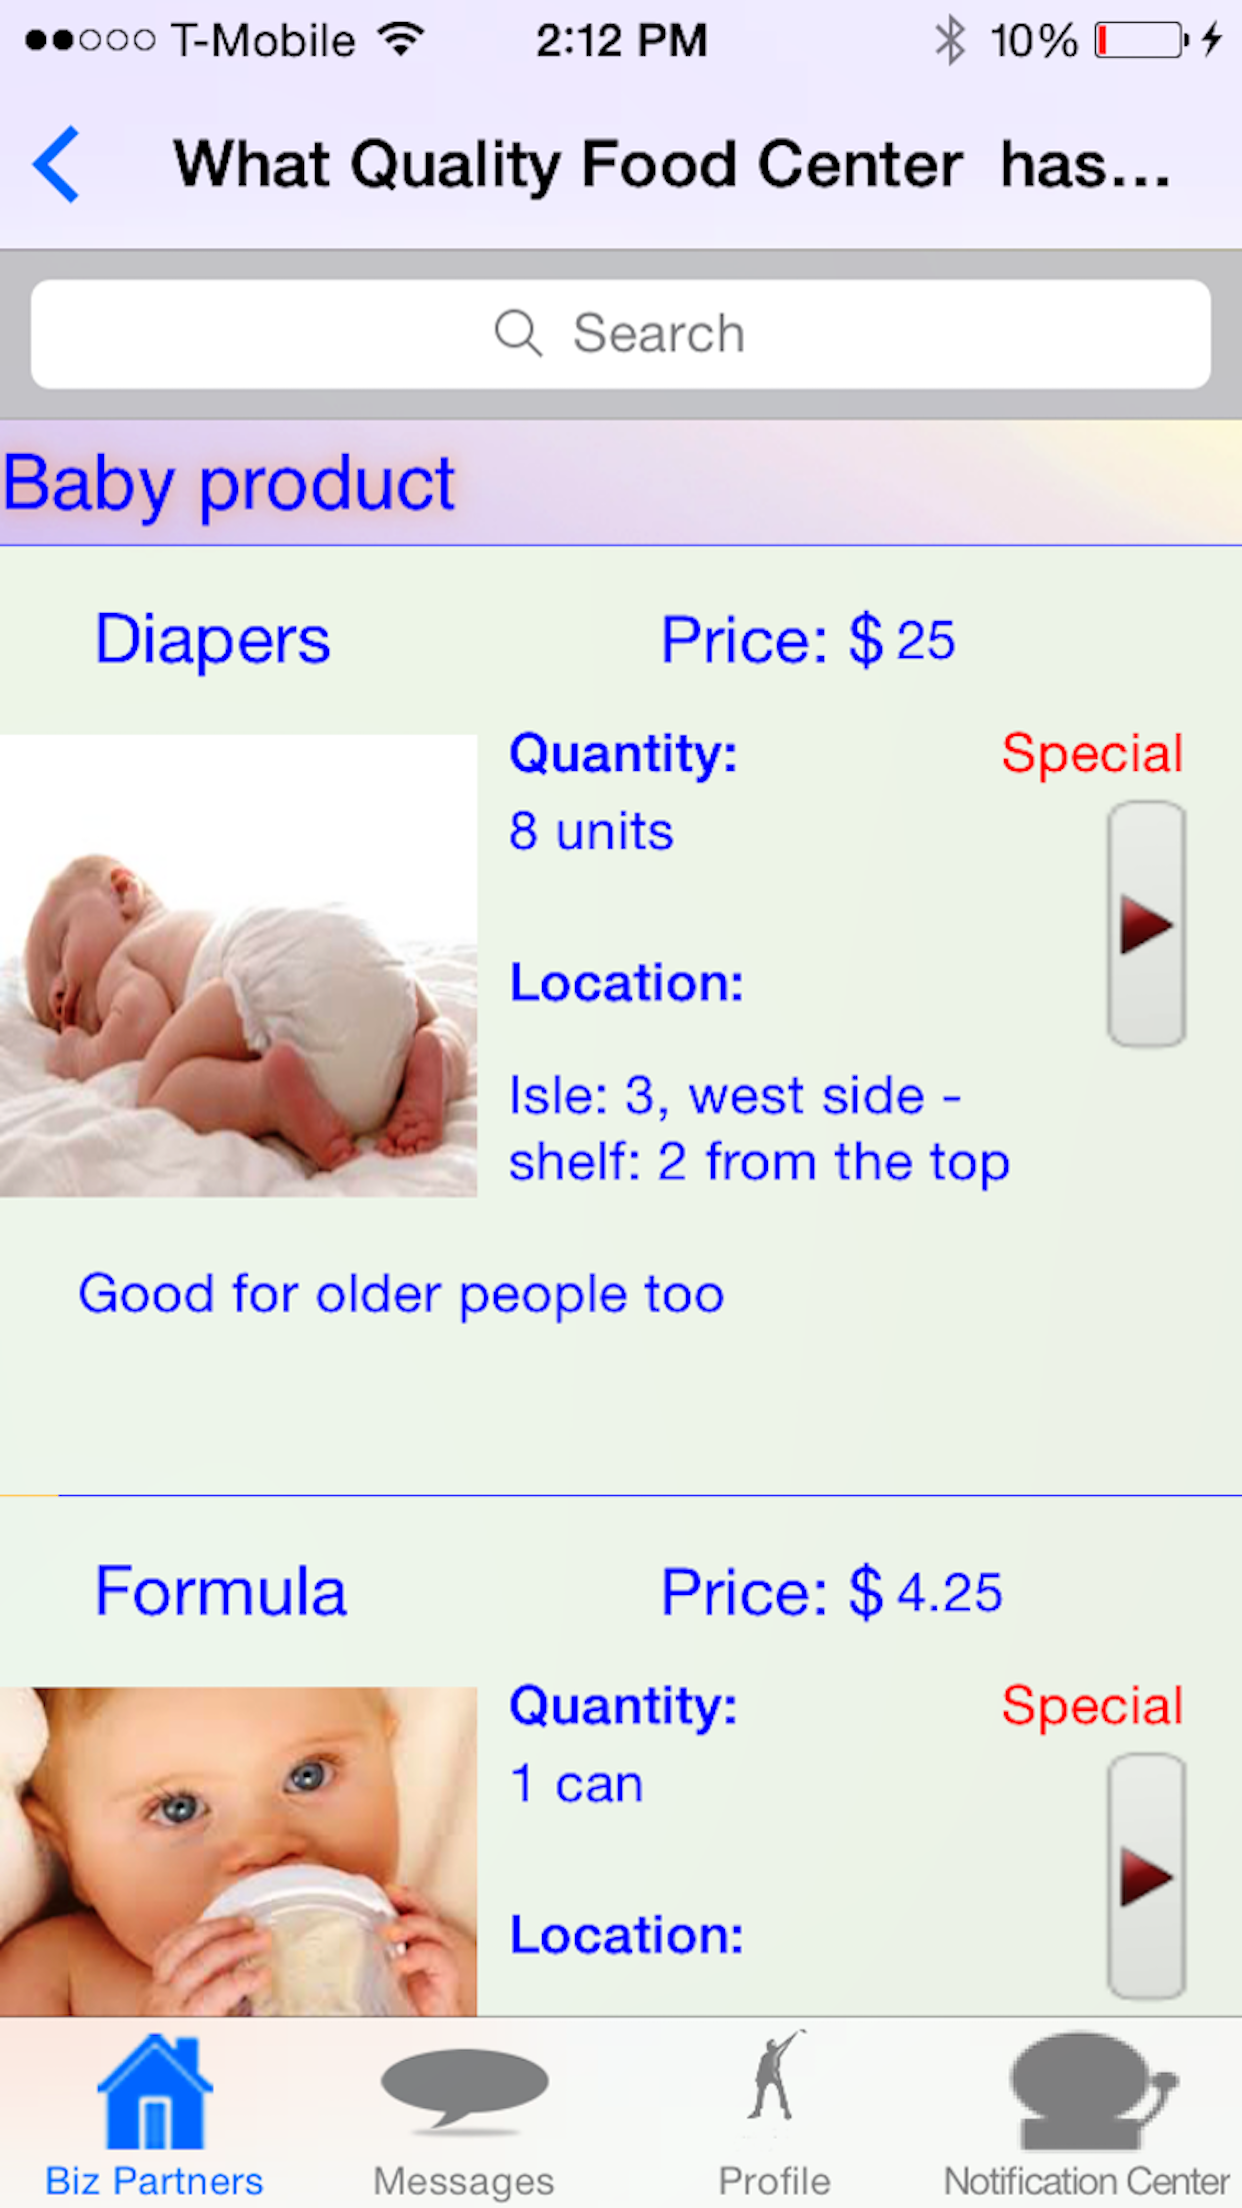 T-Mobile 2:12 PM 10%
What Quality Food Center has...
Search
Baby product
Diapers Price: $ 25
Quantity: Special
8 units
Location:
Isle: 3, west side -
shelf: 2 from the top
Good for older people too
Formula Price: $ 4.25
Quantity: Special
1 can
Location:
Biz Partners Messages Profile Notification Center